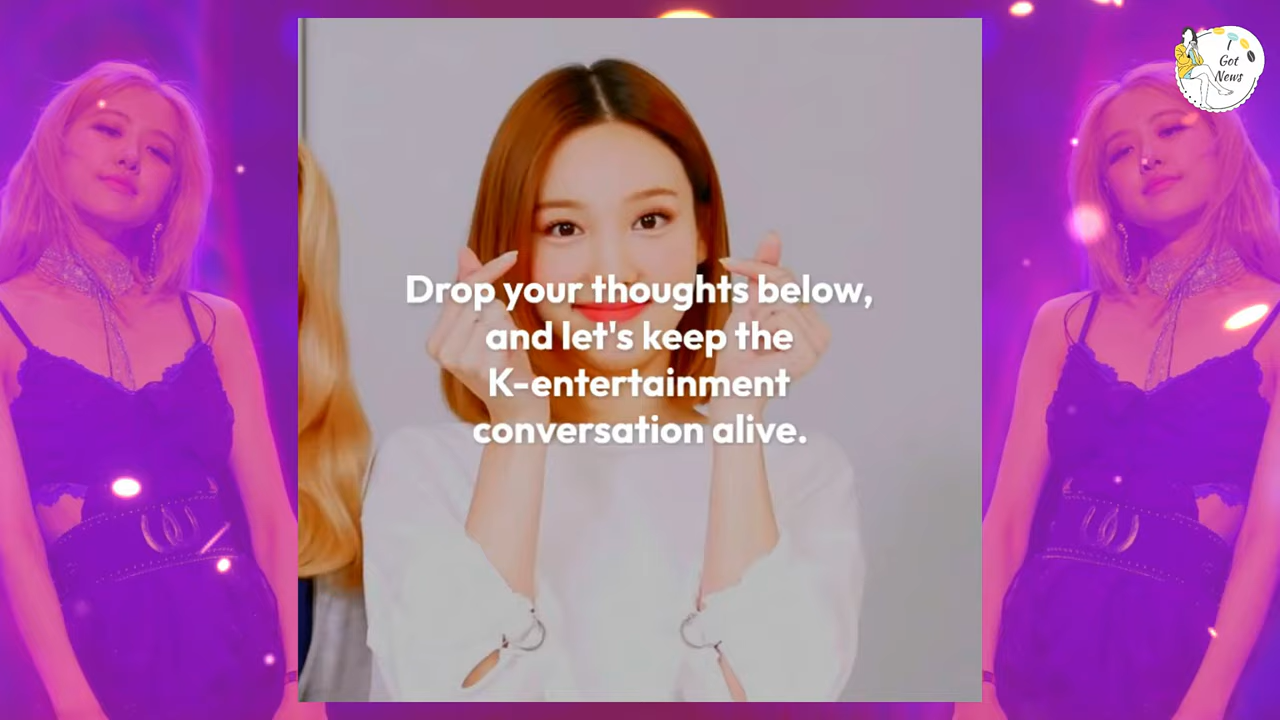 I
Got
News
Drop your thoughts below,
and let's keep the
K-entertainment
conversation alive.